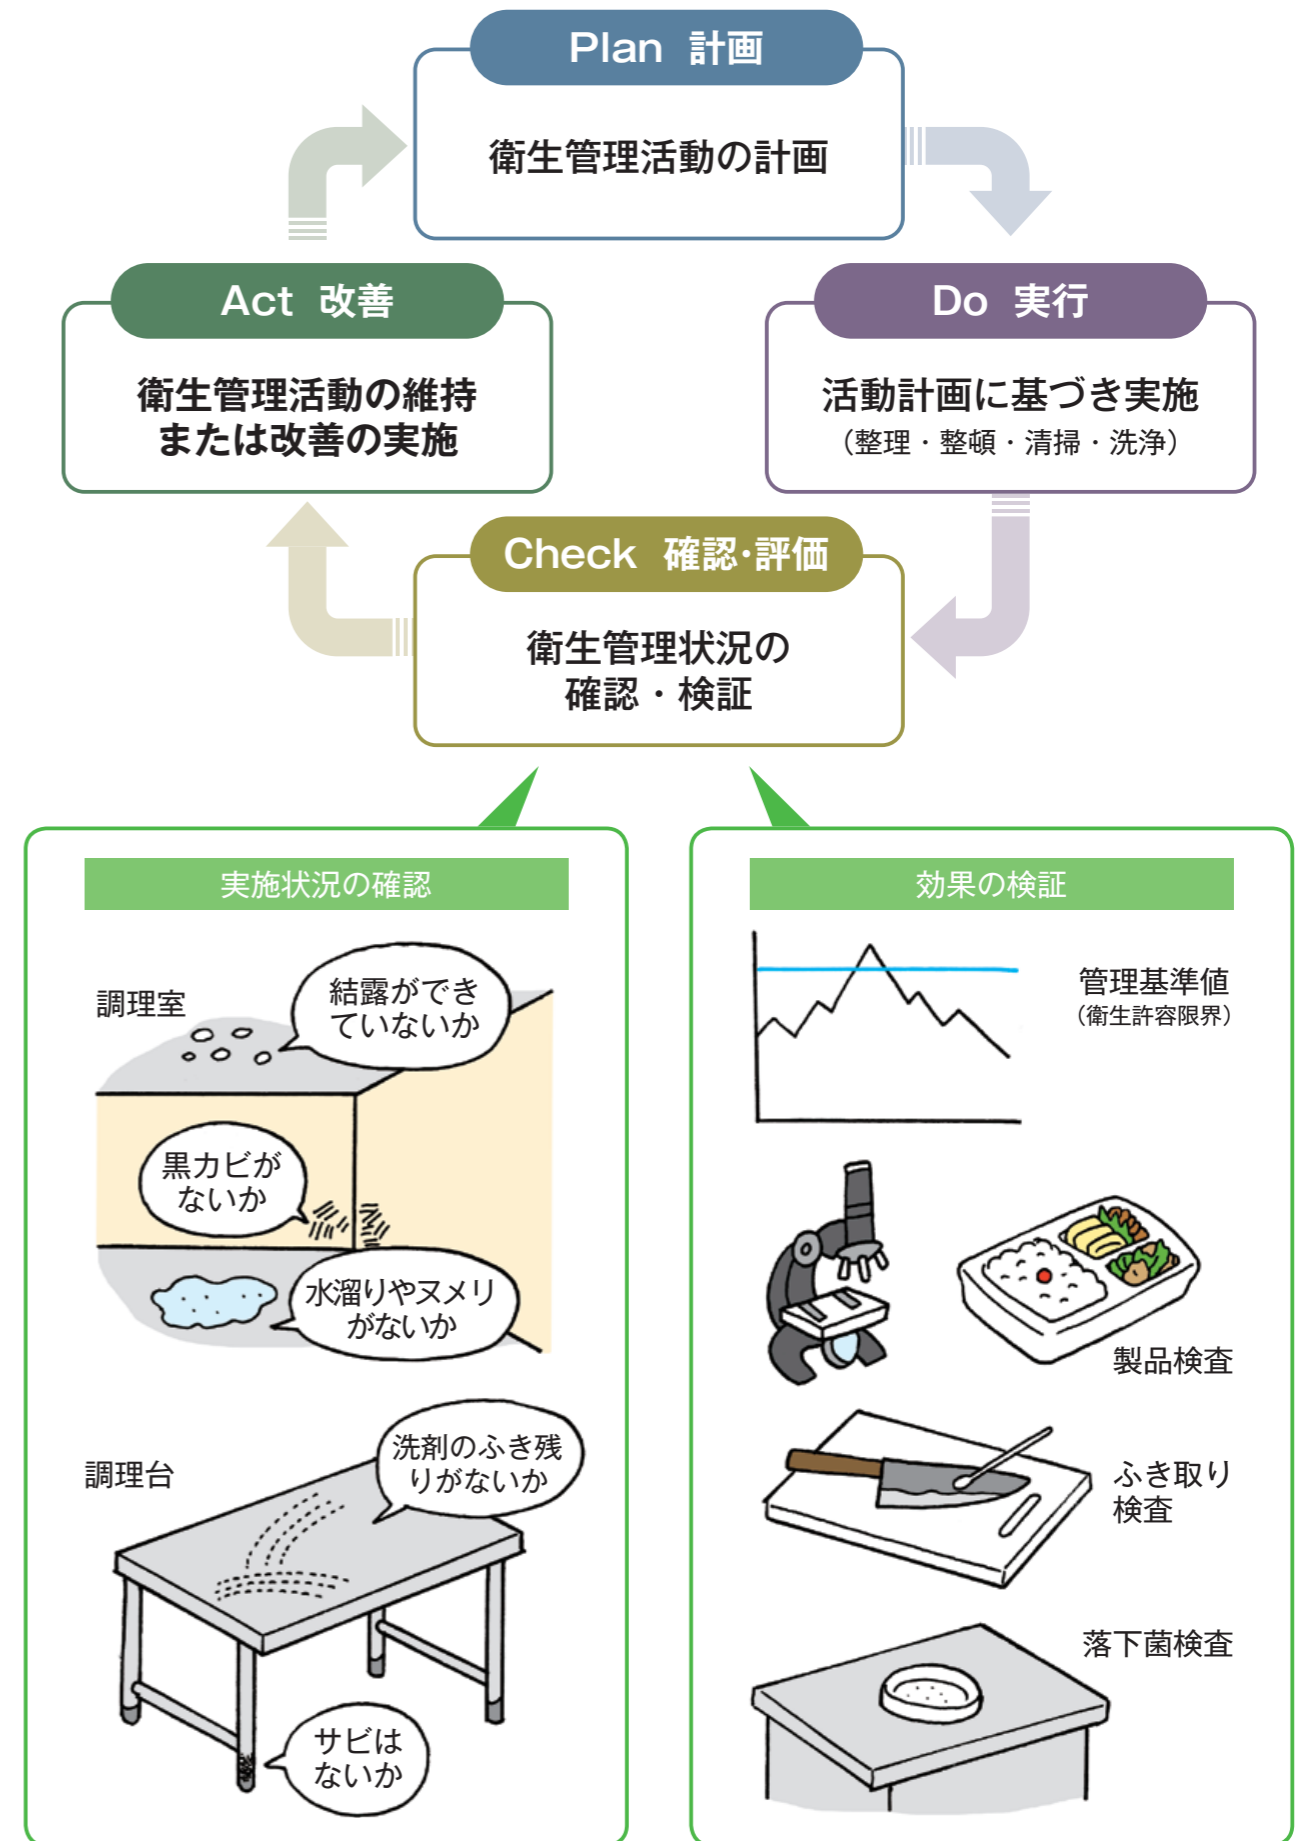 Plan 計画
衛生管理活動の計画
Act 改善
衛生管理活動の維持
または改善の実施
Do 実行
活動計画に基づき実施
（整理・整頓・清掃・洗浄）
Check 確認・評価
衛生管理状況の
確認・検証
実施状況の確認
調理室
結露ができ
ていないか
黒カビが
ないか
水溜りやヌメリ
がないか
調理台
洗剤のふき残
りがないか
サビは
ないか
効果の検証
管理基準値
（衛生許容限界）
製品検査
ふき取り
検査
落下菌検査